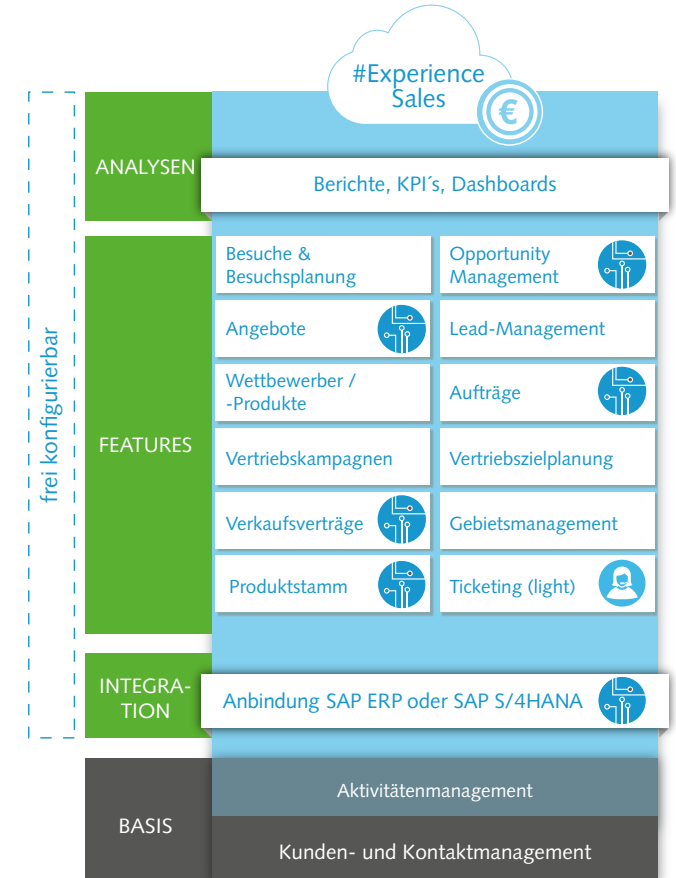 #Experience
Sales
€
frei konfigurierbar
ANALYSEN
Berichte, KPI´s, Dashboards
FEATURES
Besuche &
Besuchsplanung
Opportunity
Management
Angebote
Lead-Management
Wettbewerber /
-Produkte
Aufträge
Vertriebskampagnen
Vertriebszielplanung
Verkaufsverträge
Gebietsmanagement
Produktstamm
Ticketing (light)
INTEGRA-
TION
Anbindung SAP ERP oder SAP S/4HANA
BASIS
Aktivitätenmanagement
Kunden- und Kontaktmanagement